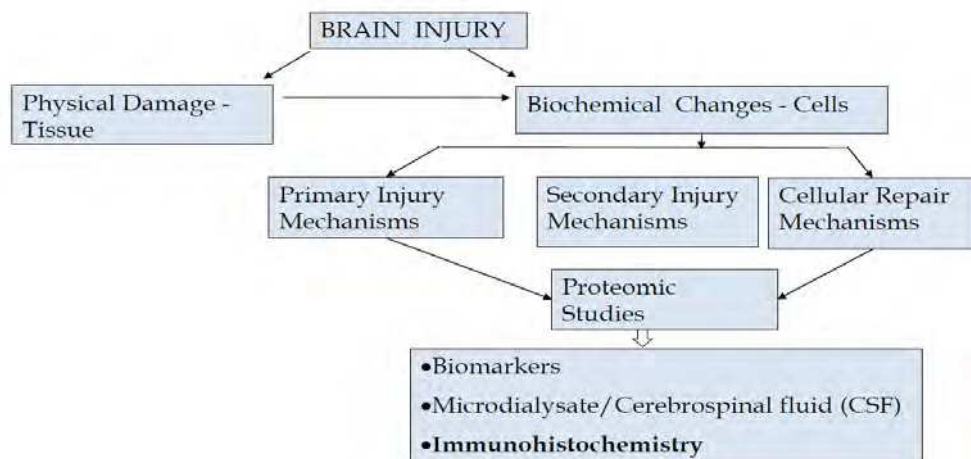 BRAIN INJURY
Physical Damage -
Tissue
Biochemical Changes - Cells
Primary Injury
Mechanisms
Secondary Injury
Mechanisms
Cellular Repair
Mechanisms
Proteomic
Studies
•Biomarkers
•Microdialysate/Cerebrospinal fluid (CSF)
•Immunohistochemistry